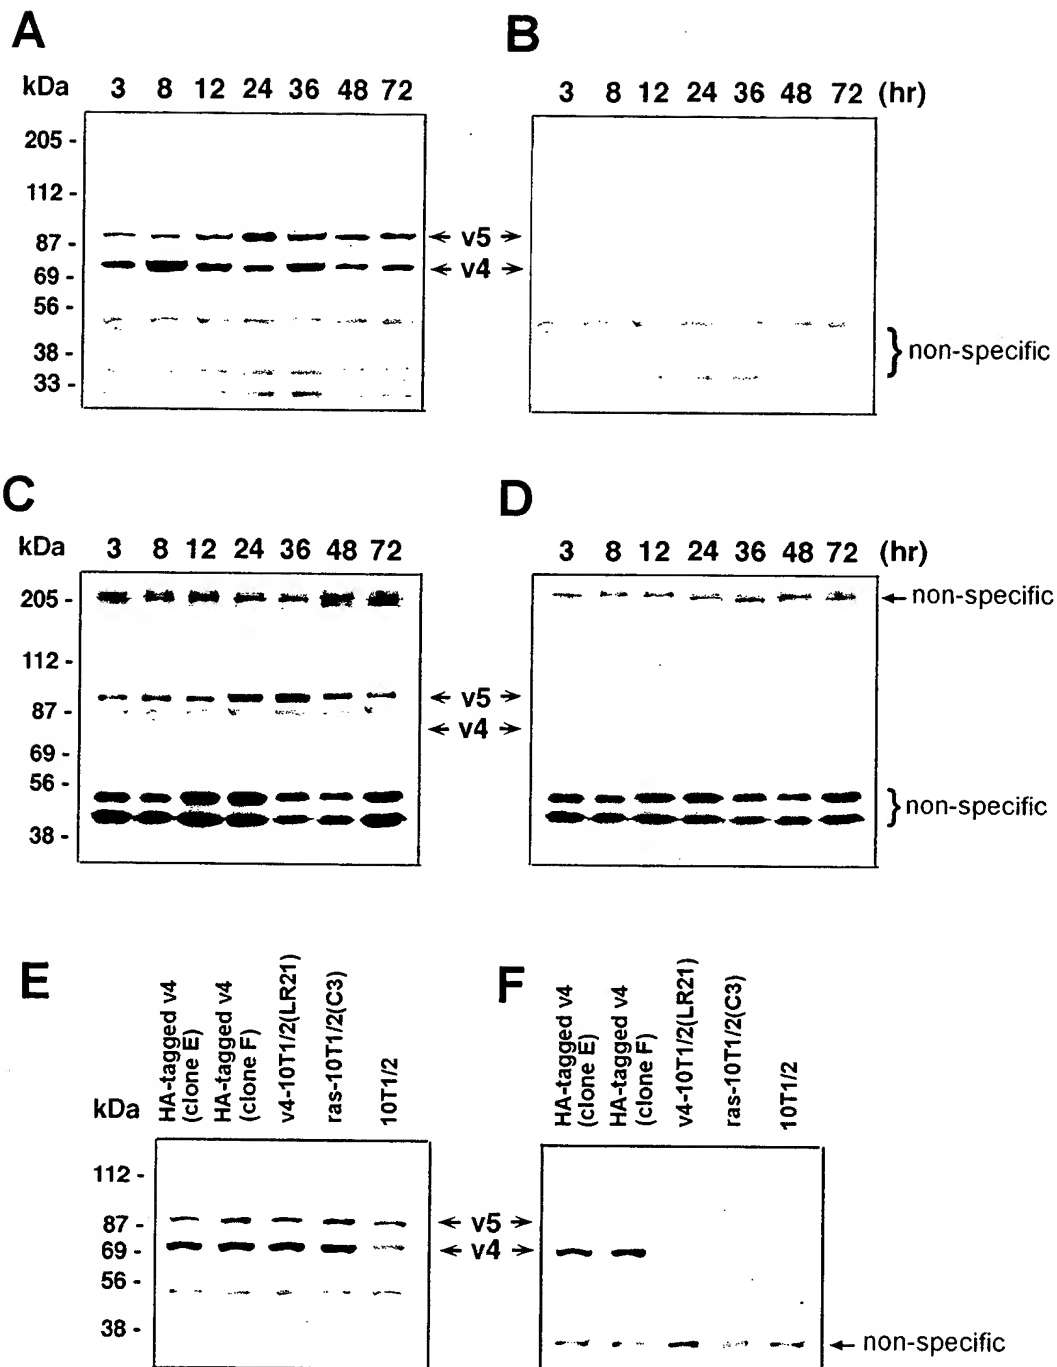 A
kDa 3 8 12 24 36 48 72
205 -
112 -
87 -
69 -
56 -
38 -
33 -
B
3 8 12 24 36 48 72 (hr)
← v5 →
← v4 →
} non-specific
C
kDa 3 8 12 24 36 48 72
205 -
112 -
87 -
69 -
56 -
38 -
D
3 8 12 24 36 48 72 (hr)
← non-specific
← v5 →
← v4 →
} non-specific
E
HA-tagged v4
(clone E)
HA-tagged v4
(clone F)
v4-10T1/2(LR21)
ras-10T1/2(C3)
10T1/2
kDa
112 -
87 -
69 -
56 -
38 -
F
HA-tagged v4
(clone E)
HA-tagged v4
(clone F)
v4-10T1/2(LR21)
ras-10T1/2(C3)
10T1/2
← v5 →
← v4 →
← non-specific